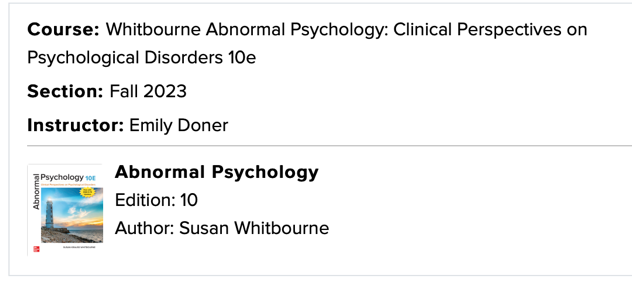 Course: Whitbourne Abnormal Psychology: Clinical Perspectives on
Psychological Disorders 10e
Section: Fall 2023
Instructor: Emily Doner
Abnormal
Psychology 10E
Abnormal Psychology
Edition: 10
Author: Susan Whitbourne